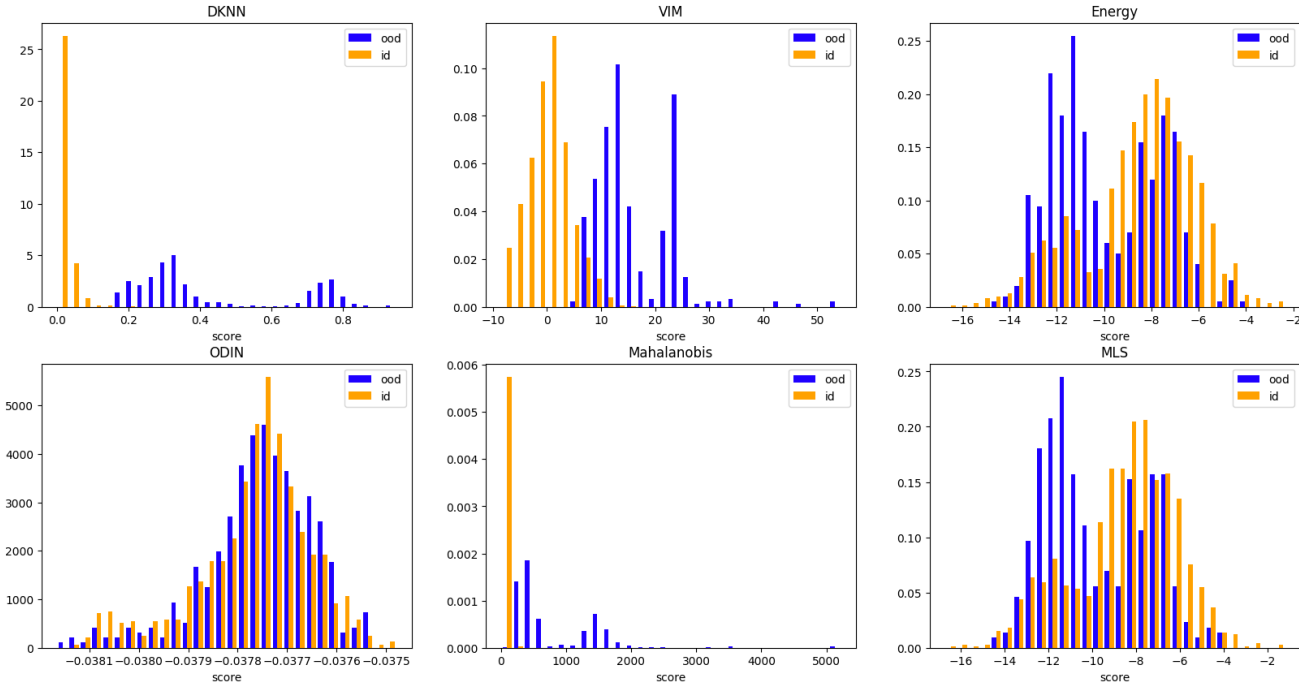 DKNN
ood
id
25
20
15
10
5
0
0.0 0.2 0.4 0.6 0.8
score
VIM
ood
id
0.10
0.08
0.06
0.04
0.02
0.00
−10 0 10 20 30 40 50
score
Energy
ood
id
0.25
0.20
0.15
0.10
0.05
0.00
−16 −14 −12 −10 −8 −6 −4 −2
score
ODIN
ood
id
5000
4000
3000
2000
1000
0
−0.0381 −0.0380 −0.0379 −0.0378 −0.0377 −0.0376 −0.0375
score
Mahalanobis
ood
id
0.006
0.005
0.004
0.003
0.002
0.001
0.000
0 1000 2000 3000 4000 5000
score
MLS
ood
id
0.25
0.20
0.15
0.10
0.05
0.00
−16 −14 −12 −10 −8 −6 −4 −2
score